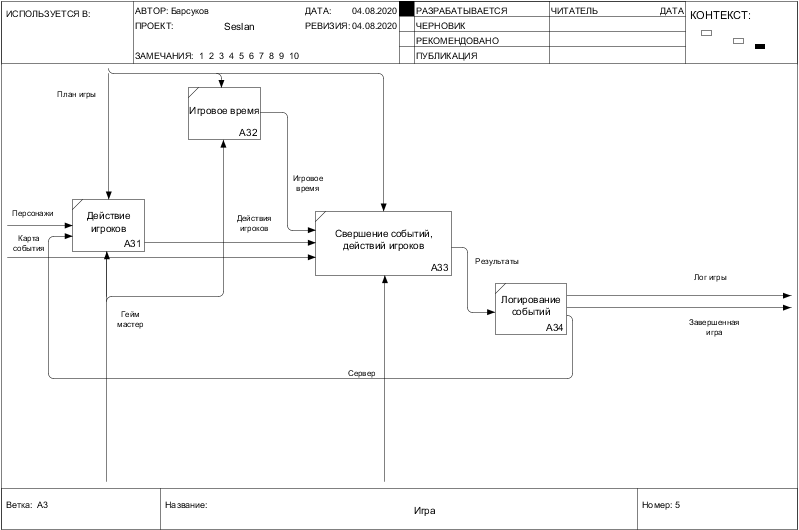 ИСПОЛЬЗУЕТСЯ В:
АВТОР: Барсуков
ДАТА: 04.08.2020
ПРОЕКТ: Seslan
РЕВИЗИЯ: 04.08.2020
ЗАМЕЧАНИЯ: 1 2 3 4 5 6 7 8 9 10
РАЗРАБАТЫВАЕТСЯ
ЧЕРНОВИК
РЕКОМЕНДОВАНО
ПУБЛИКАЦИЯ
ЧИТАТЕЛЬ ДАТА
КОНТЕКСТ:
План игры
Игровое время
A32
Игровое
время
Персонажи
Действие
игроков
A31
Карта
события
Действия
игроков
Свершение событий,
действий игроков
A33
Результаты
Логирование
событий
A34
Лог игры
Завершенная
игра
Гейм
мастер
Сервер
Ветка: A3
Название:
Игра
Номер: 5